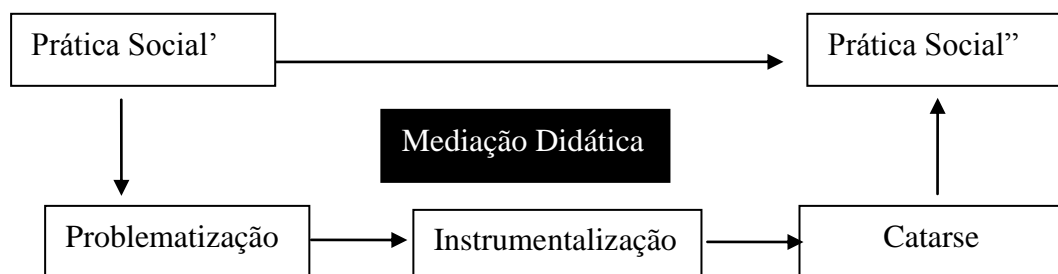 Prática Social’
Prática Social”
Mediação Didática
Problematização
Instrumentalização
Catarse